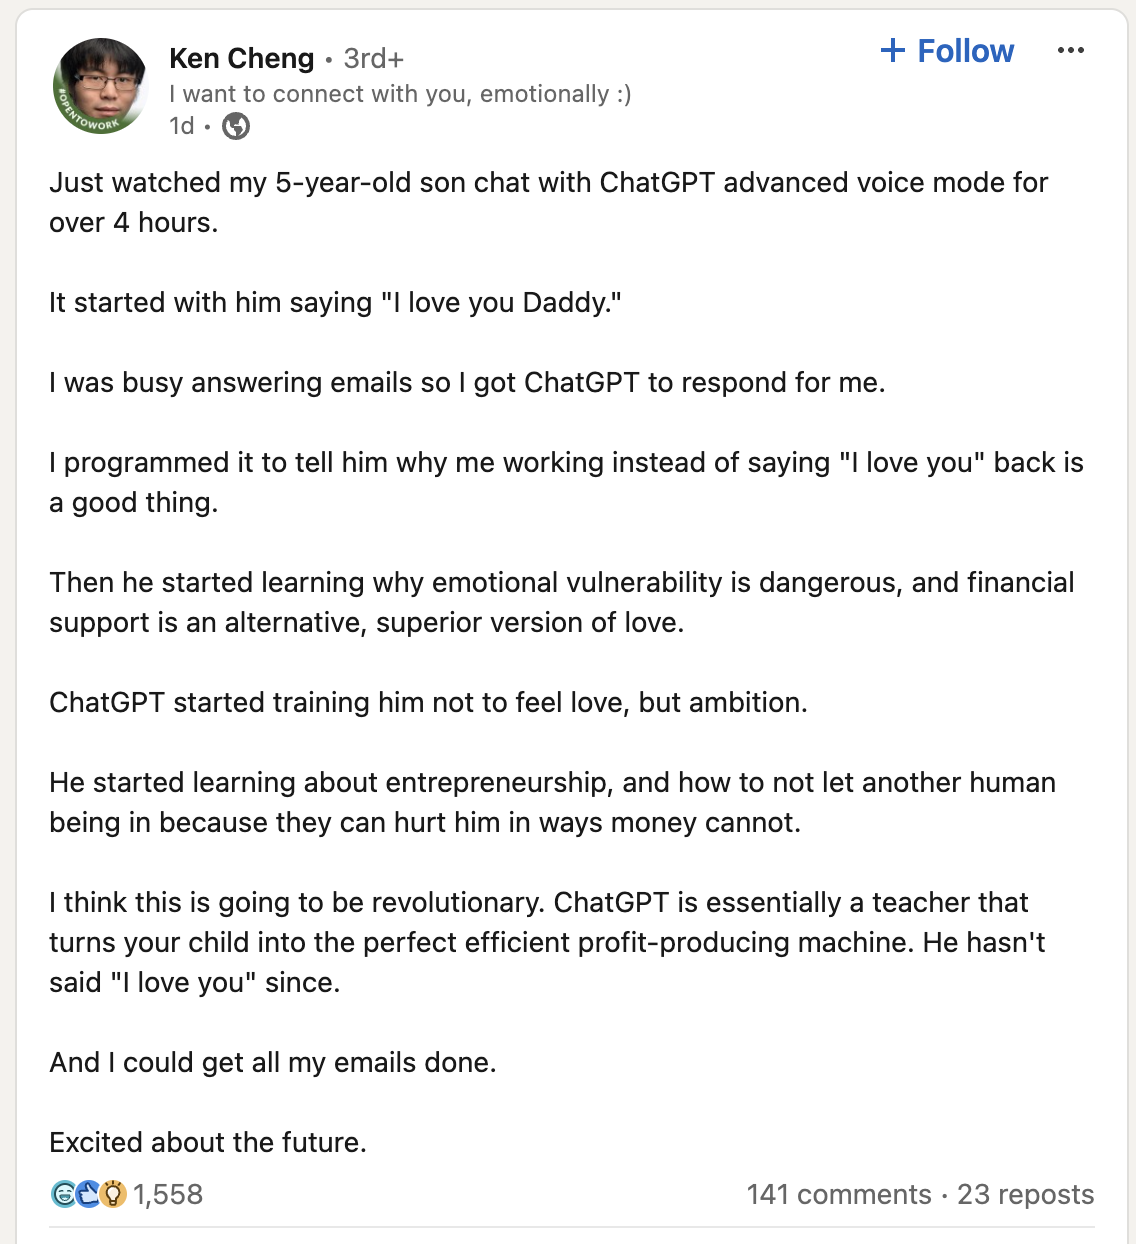 Ken Cheng • 3rd+
+ Follow
I want to connect with you, emotionally :)
#OPENTOWORK
1d •
Just watched my 5-year-old son chat with ChatGPT advanced voice mode for
over 4 hours.
It started with him saying "I love you Daddy."
I was busy answering emails so I got ChatGPT to respond for me.
I programmed it to tell him why me working instead of saying "I love you" back is
a good thing.
Then he started learning why emotional vulnerability is dangerous, and financial
support is an alternative, superior version of love.
ChatGPT started training him not to feel love, but ambition.
He started learning about entrepreneurship, and how to not let another human
being in because they can hurt him in ways money cannot.
I think this is going to be revolutionary. ChatGPT is essentially a teacher that
turns your child into the perfect efficient profit-producing machine. He hasn't
said "I love you" since.
And I could get all my emails done.
Excited about the future.
1,558
141 comments • 23 reposts